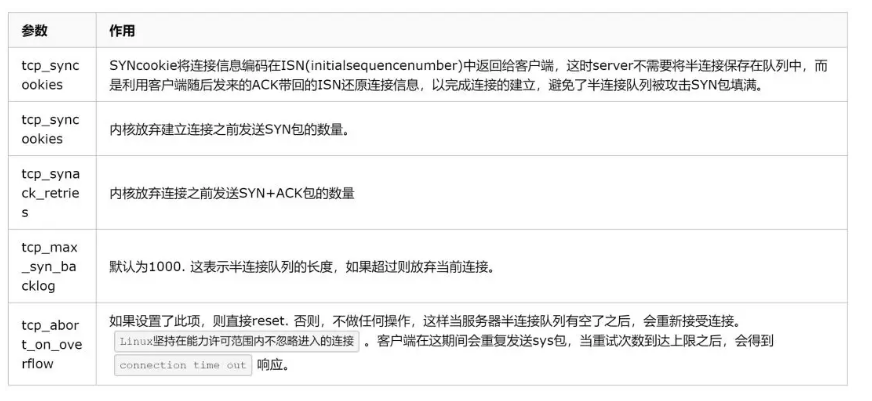 参数 作用
tcp_sync
ookies
SYNcookie将连接信息编码在ISN(initialsequencenumber)中返回给客户端，这时server不需要将半连接保存在队列中，而
是利用客户端随后发来的ACK带回的ISN还原连接信息，以完成连接的建立，避免了半连接队列被攻击SYN包填满。
tcp_sync
ookies
内核放弃建立连接之前发送SYN包的数量。
tcp_syna
ck_retrie
s
内核放弃连接之前发送SYN+ACK包的数量
tcp_max
_syn_ba
cklog
默认为1000. 这表示半连接队列的长度，如果超过则放弃当前连接。
tcp_abor
t_on_ove
rflow
如果设置了此项，则直接reset. 否则，不做任何操作，这样当服务器半连接队列有空了之后，会重新接受连接。
Linux坚持在能力许可范围内不忽略进入的连接 。客户端在这期间会重复发送sys包，当重试次数到达上限之后，会得到
connection time out 响应。